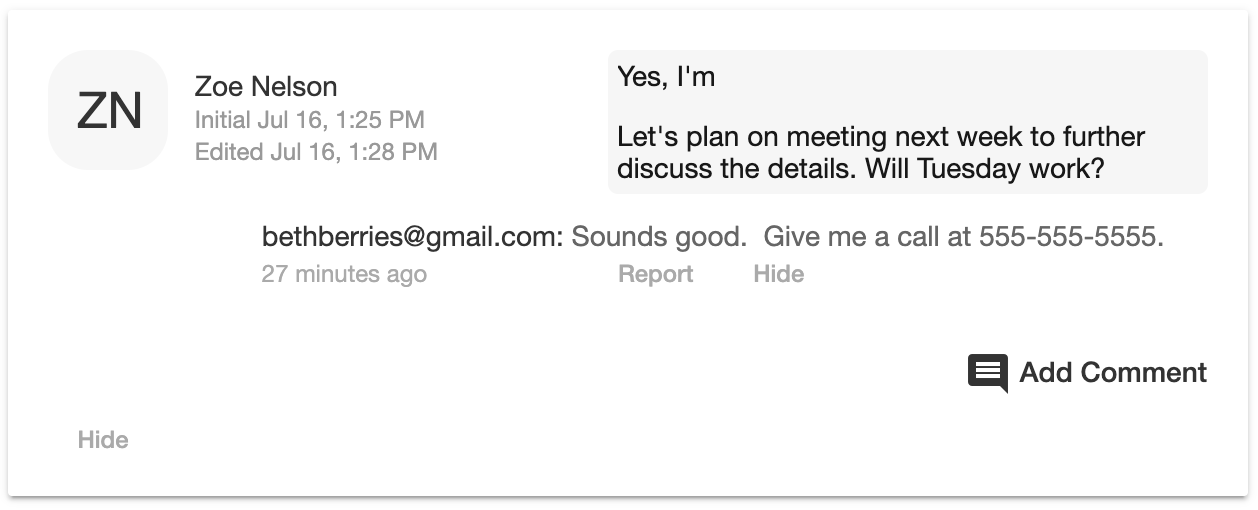 ZN
Zoe Nelson
Initial Jul 16, 1:25 PM
Edited Jul 16, 1:28 PM
Yes, I'm
Let's plan on meeting next week to further
discuss the details. Will Tuesday work?
bethberries@gmail.com: Sounds good.  Give me a call at 555-555-5555.
27 minutes ago Report Hide
Add Comment
Hide